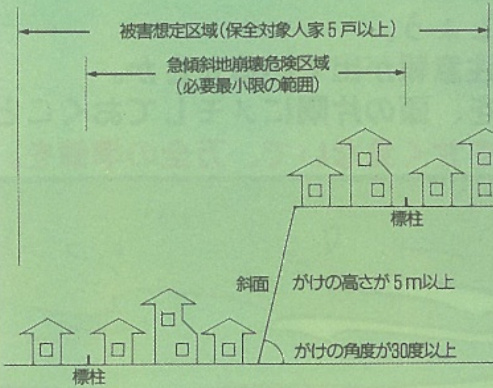 被害想定区域(保全対象人家5戸以上)
急傾斜地崩壊危険区域
(必要最小限の範囲)
標柱
斜面
がけの高さが5m以上
がけの角度が30度以上
標柱